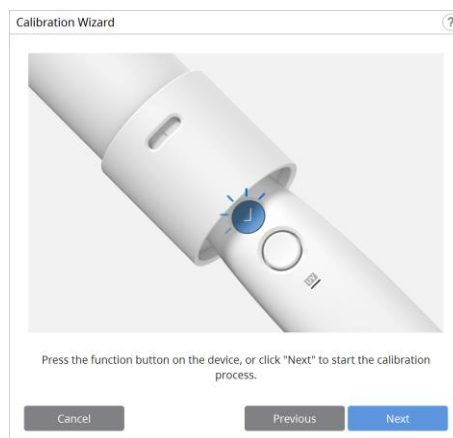 Calibration Wizard
?
UV
Press the function button on the device, or click "Next" to start the calibration
process.
Cancel
Previous
Next